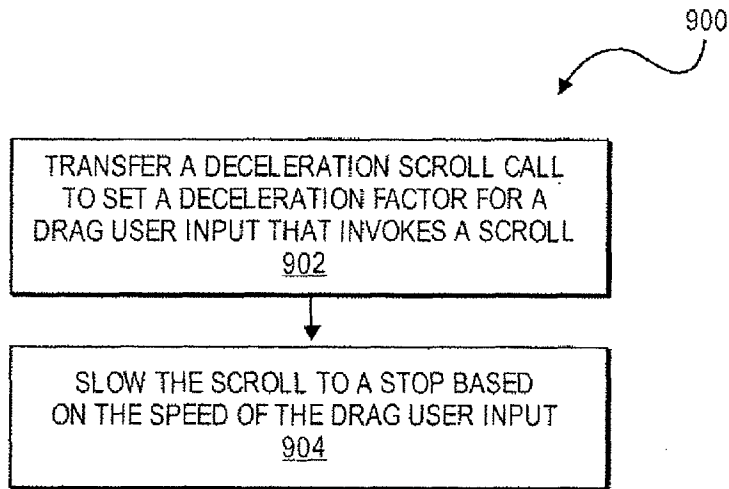 900
TRANSFER A DECELERATION SCROLL CALL
TO SET A DECELERATION FACTOR FOR A
DRAG USER INPUT THAT INVOKES A SCROLL
902
SLOW THE SCROLL TO A STOP BASED
ON THE SPEED OF THE DRAG USER INPUT
904